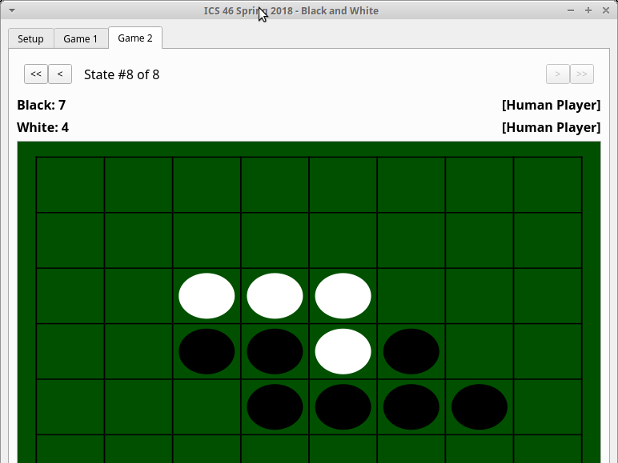 ICS 46 Spring 2018 - Black and White
Setup Game 1 Game 2
<< < State #8 of 8 > >>
Black: 7 [Human Player]
White: 4 [Human Player]